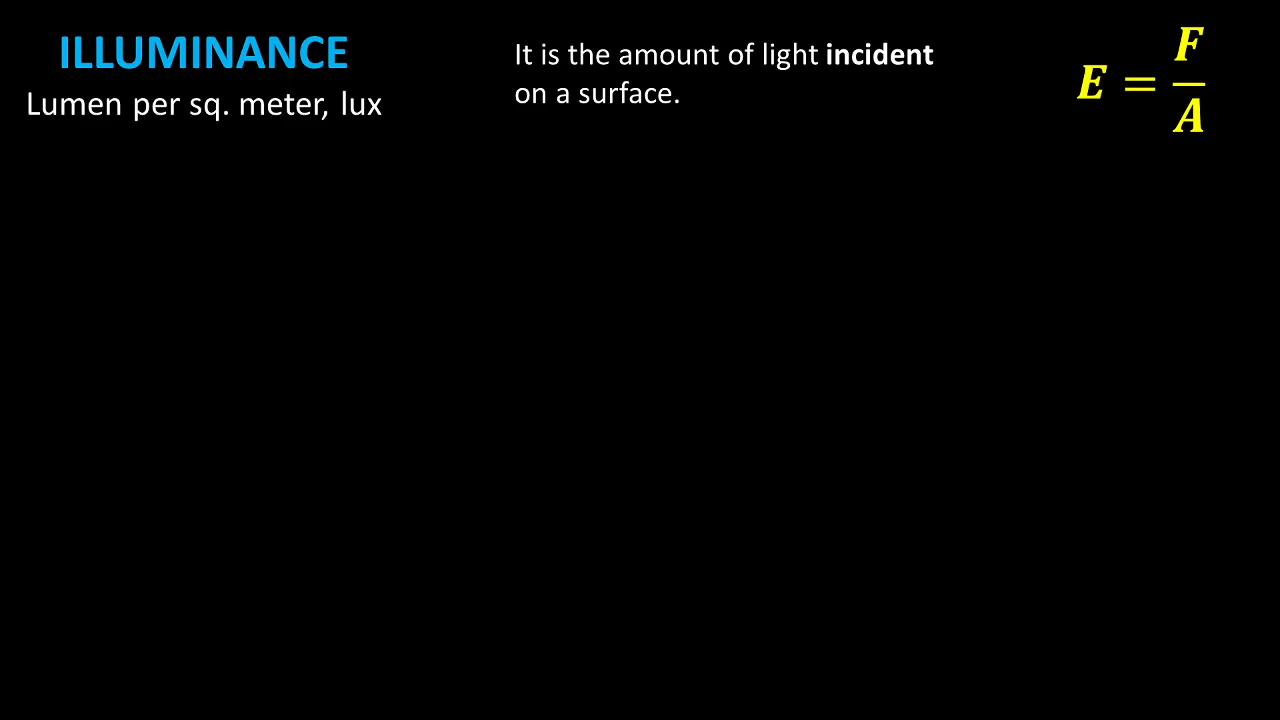 ILLUMINANCE
Lumen per sq. meter, lux
It is the amount of light incident
on a surface.
E = F/A